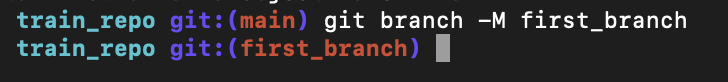 train_repo git:(main) git branch -M first_branch
train_repo git:(first_branch)